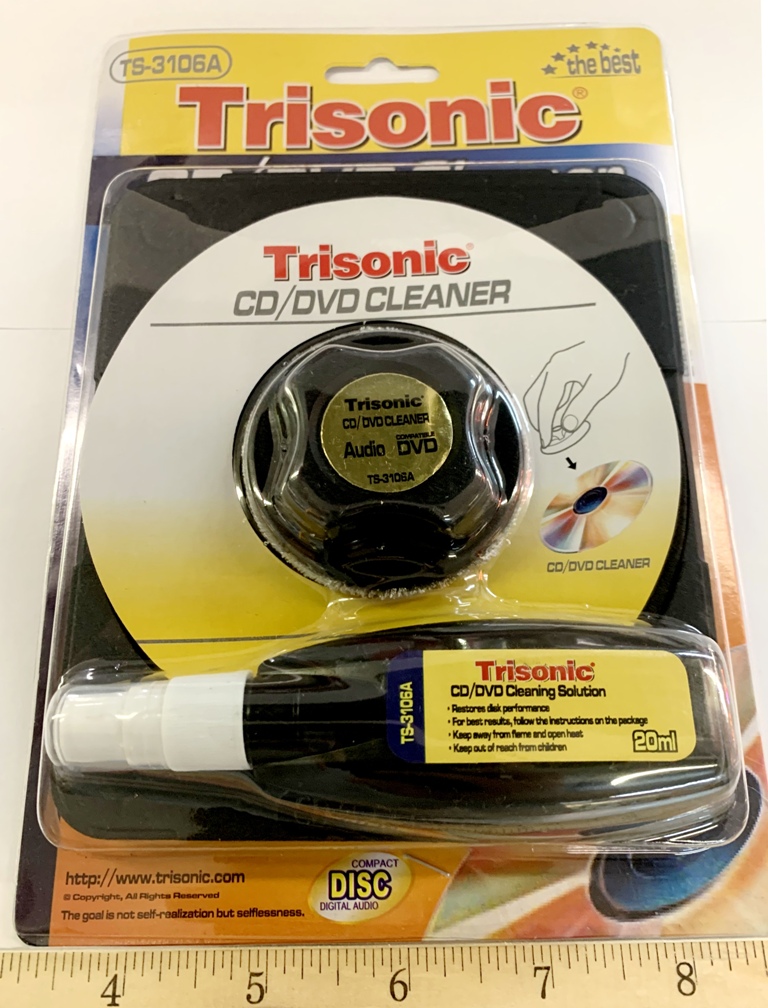 TS-3106A
the best
Trisonic®
CD/DVD Cleaner
Trisonic®
CD/DVD CLEANER
Trisonic®
CD/DVD CLEANER
Audio COMPATIBLE DVD
TS-3106A
CD/DVD CLEANER
TS-3106A
Trisonic®
CD/DVD Cleaning Solution
• Restores disk performance
• For best results, follow the instructions on the package
• Keep away from flame and open heat
• Keep out of reach from children
20ml
http://www.trisonic.com
© Copyright, All Rights Reserved
The goal is not self-realization but selflessness.
COMPACT
DISC
DIGITAL AUDIO
4 5 6 7 8